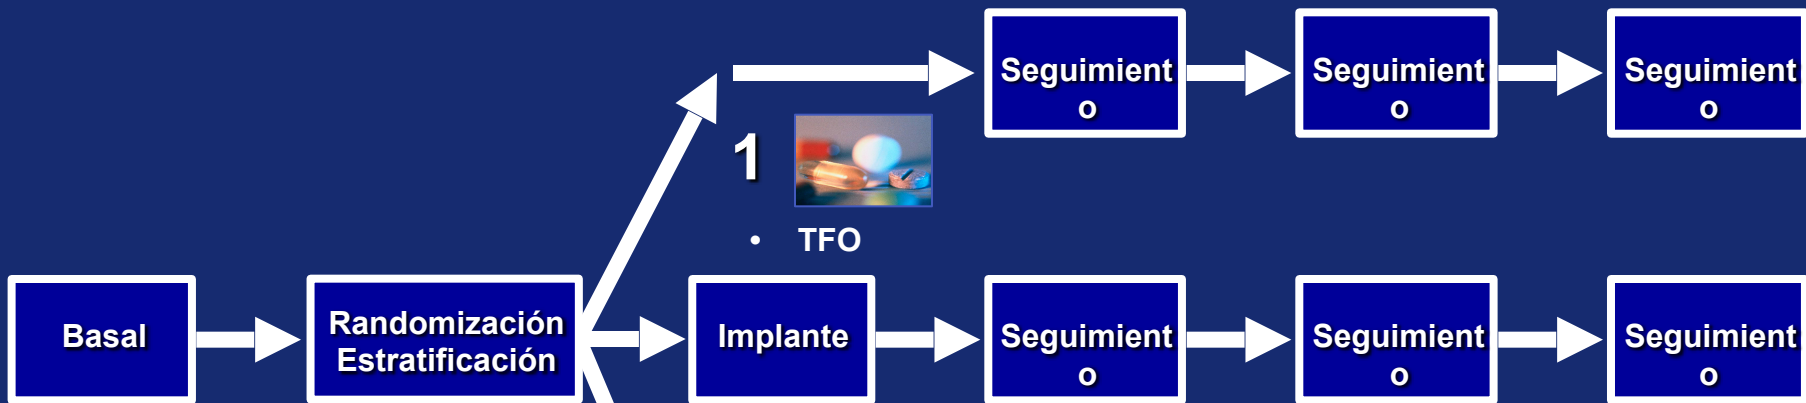 Seguimient
o
Seguimient
o
Seguimient
o
1
• TFO
Basal
Randomización
Estratificación
Implante
Seguimient
o
Seguimient
o
Seguimient
o